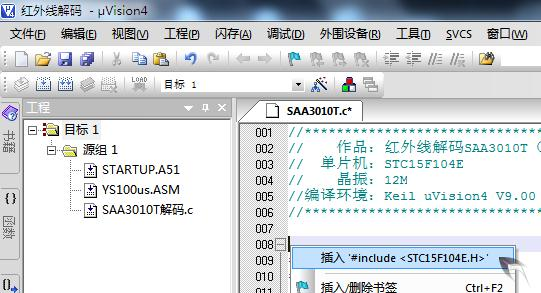 红外线解码 - µVision4
文件(F) 编辑(E) 视图(V) 工程(P) 闪存(A) 调试(D) 外围设备(R) 工具(T) SVCS 窗口(W)
LOAD
目标 1
工程
SAA3010T.c*
书籍
{} 函数
目标 1
源组 1
STARTUP.A51
YS100us.ASM
SAA3010T解码.c
001 //************************************
002 // 作品: 红外线解码SAA3010T
003 // 单片机: STC15F104E
004 // 晶振: 12M
005 //编译环境: Keil uVision4 V9.00
006 //************************************
007
008
009
010
插入 '#include <STC15F104E.H>'
插入/删除书签 Ctrl+F2